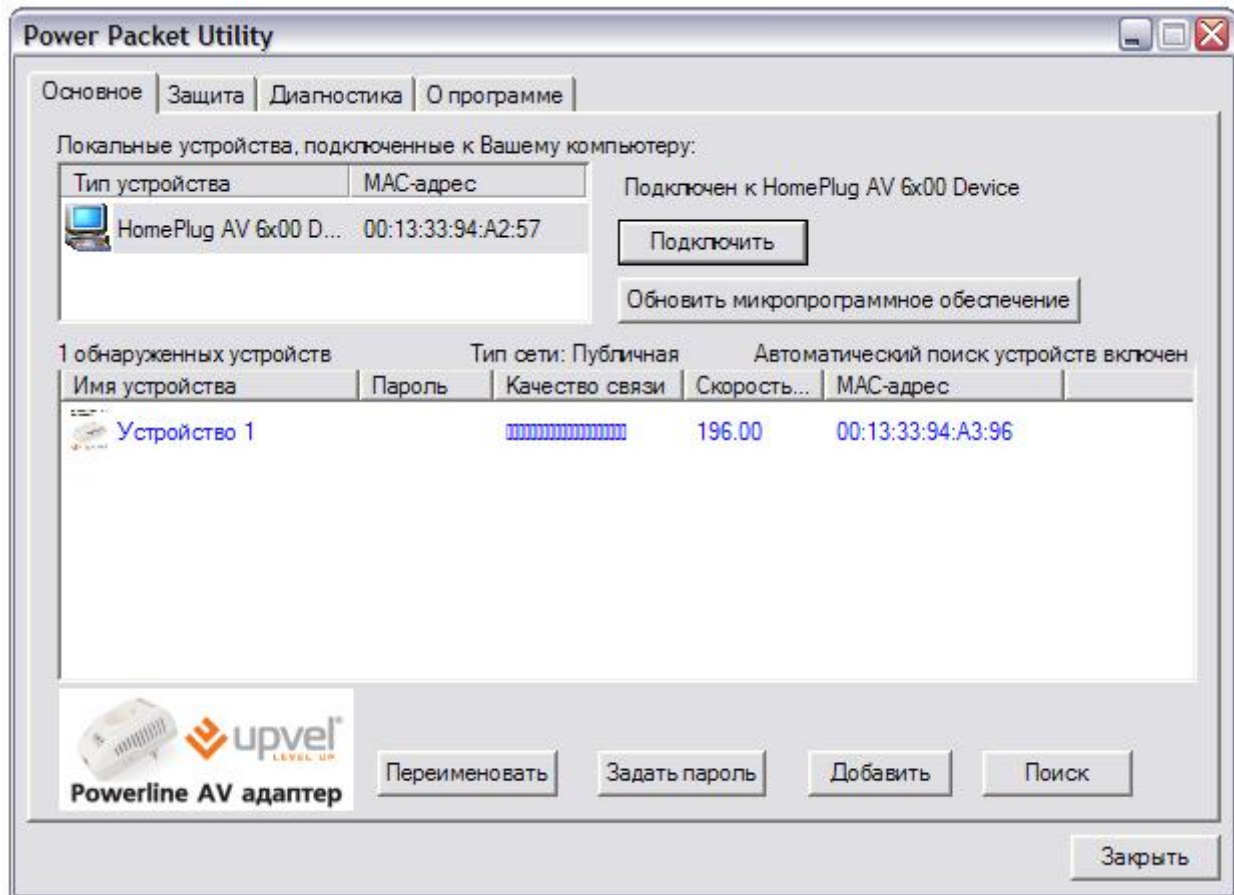 Power Packet Utility
Основное Защита Диагностика О программе
Локальные устройства, подключенные к Вашему компьютеру:
Тип устройства MAC-адрес
Подключен к HomePlug AV 6x00 Device
HomePlug AV 6x00 D... 00:13:33:94:A2:57
Подключить
Обновить микропрограммное обеспечение
1 обнаруженных устройств Тип сети: Публичная Автоматический поиск устройств включен
Имя устройства Пароль Качество связи Скорость... MAC-адрес
Устройство 1 196.00 00:13:33:94:A3:96
upvel®
LEVEL UP
Powerline AV адаптер
Переименовать Задать пароль Добавить Поиск
Закрыть